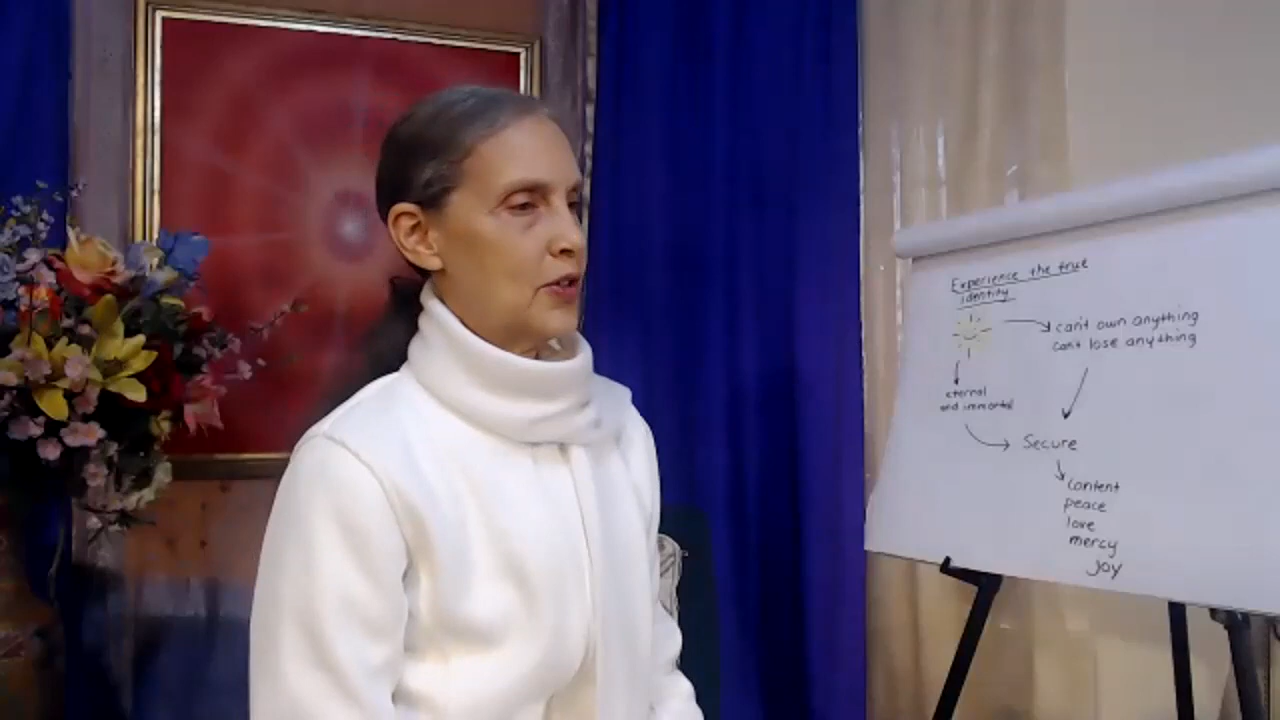 Experience the true
identity
can't own anything
can't lose anything
eternal
and immortal
Secure
content
peace
love
mercy
joy